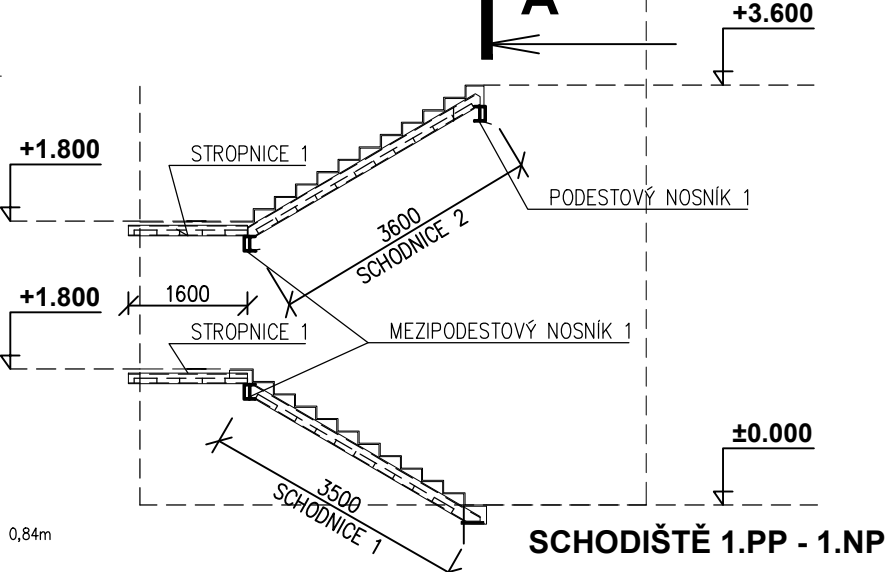 A
+3.600
+1.800
STROPNICE 1
PODESTOVÝ NOSNÍK 1
3600
SCHODNICE 2
+1.800
1600
STROPNICE 1
MEZIPODESTOVÝ NOSNÍK 1
±0.000
3500
SCHODNICE 1
0,84m
SCHODIŠTĚ 1.PP - 1.NP